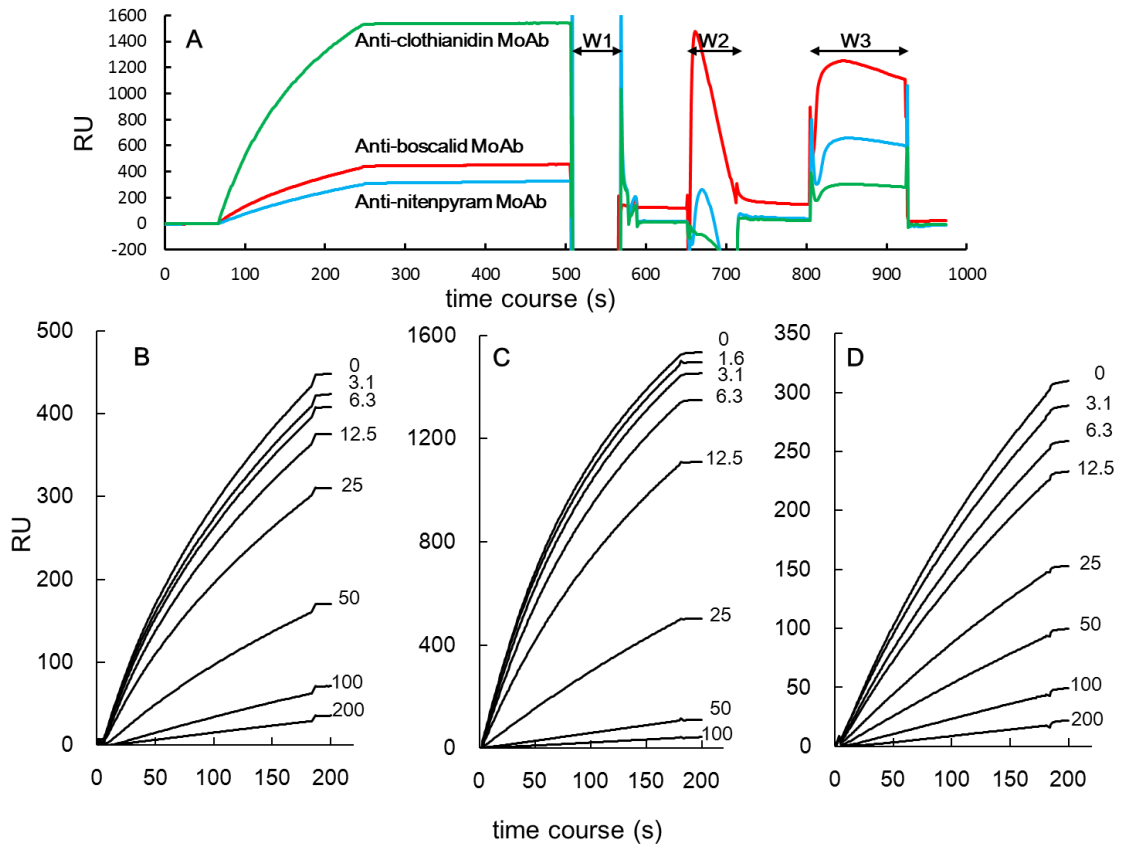 A
RU
1600
1400
1200
1000
800
600
400
200
0
-200
Anti-clothianidin MoAb
Anti-boscalid MoAb
Anti-nitenpyram MoAb
W1
W2
W3
0 100 200 300 400 500 600 700 800 900 1000
time course (s)
B
RU
500
400
300
200
100
0
0
3.1
6.3
12.5
25
50
100
200
0 50 100 150 200
C
1600
1200
800
400
0
0
1.6
3.1
6.3
12.5
25
50
100
0 50 100 150 200
D
350
300
250
200
150
100
50
0
0
3.1
6.3
12.5
25
50
100
200
0 50 100 150 200
time course (s)